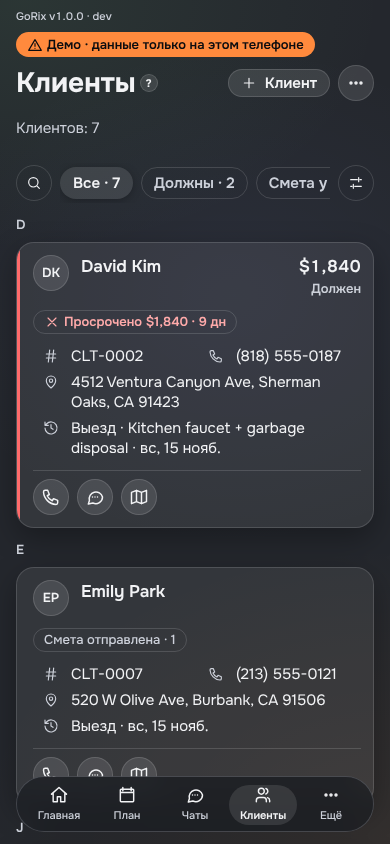 GoRix v1.0.0 · dev
Демо · данные только на этом телефоне
Клиенты ?
+ Клиент
Клиентов: 7
Все · 7
Должны · 2
Смета у
D
DK
David Kim
$1,840
Должен
Просрочено $1,840 · 9 дн
# CLT-0002
(818) 555-0187
4512 Ventura Canyon Ave, Sherman
Oaks, CA 91423
Выезд · Kitchen faucet + garbage
disposal · вс, 15 нояб.
E
EP
Emily Park
Смета отправлена · 1
# CLT-0007
(213) 555-0121
520 W Olive Ave, Burbank, CA 91506
Выезд · вс, 15 нояб.
J
Главная
План
Чаты
Клиенты
Ещё